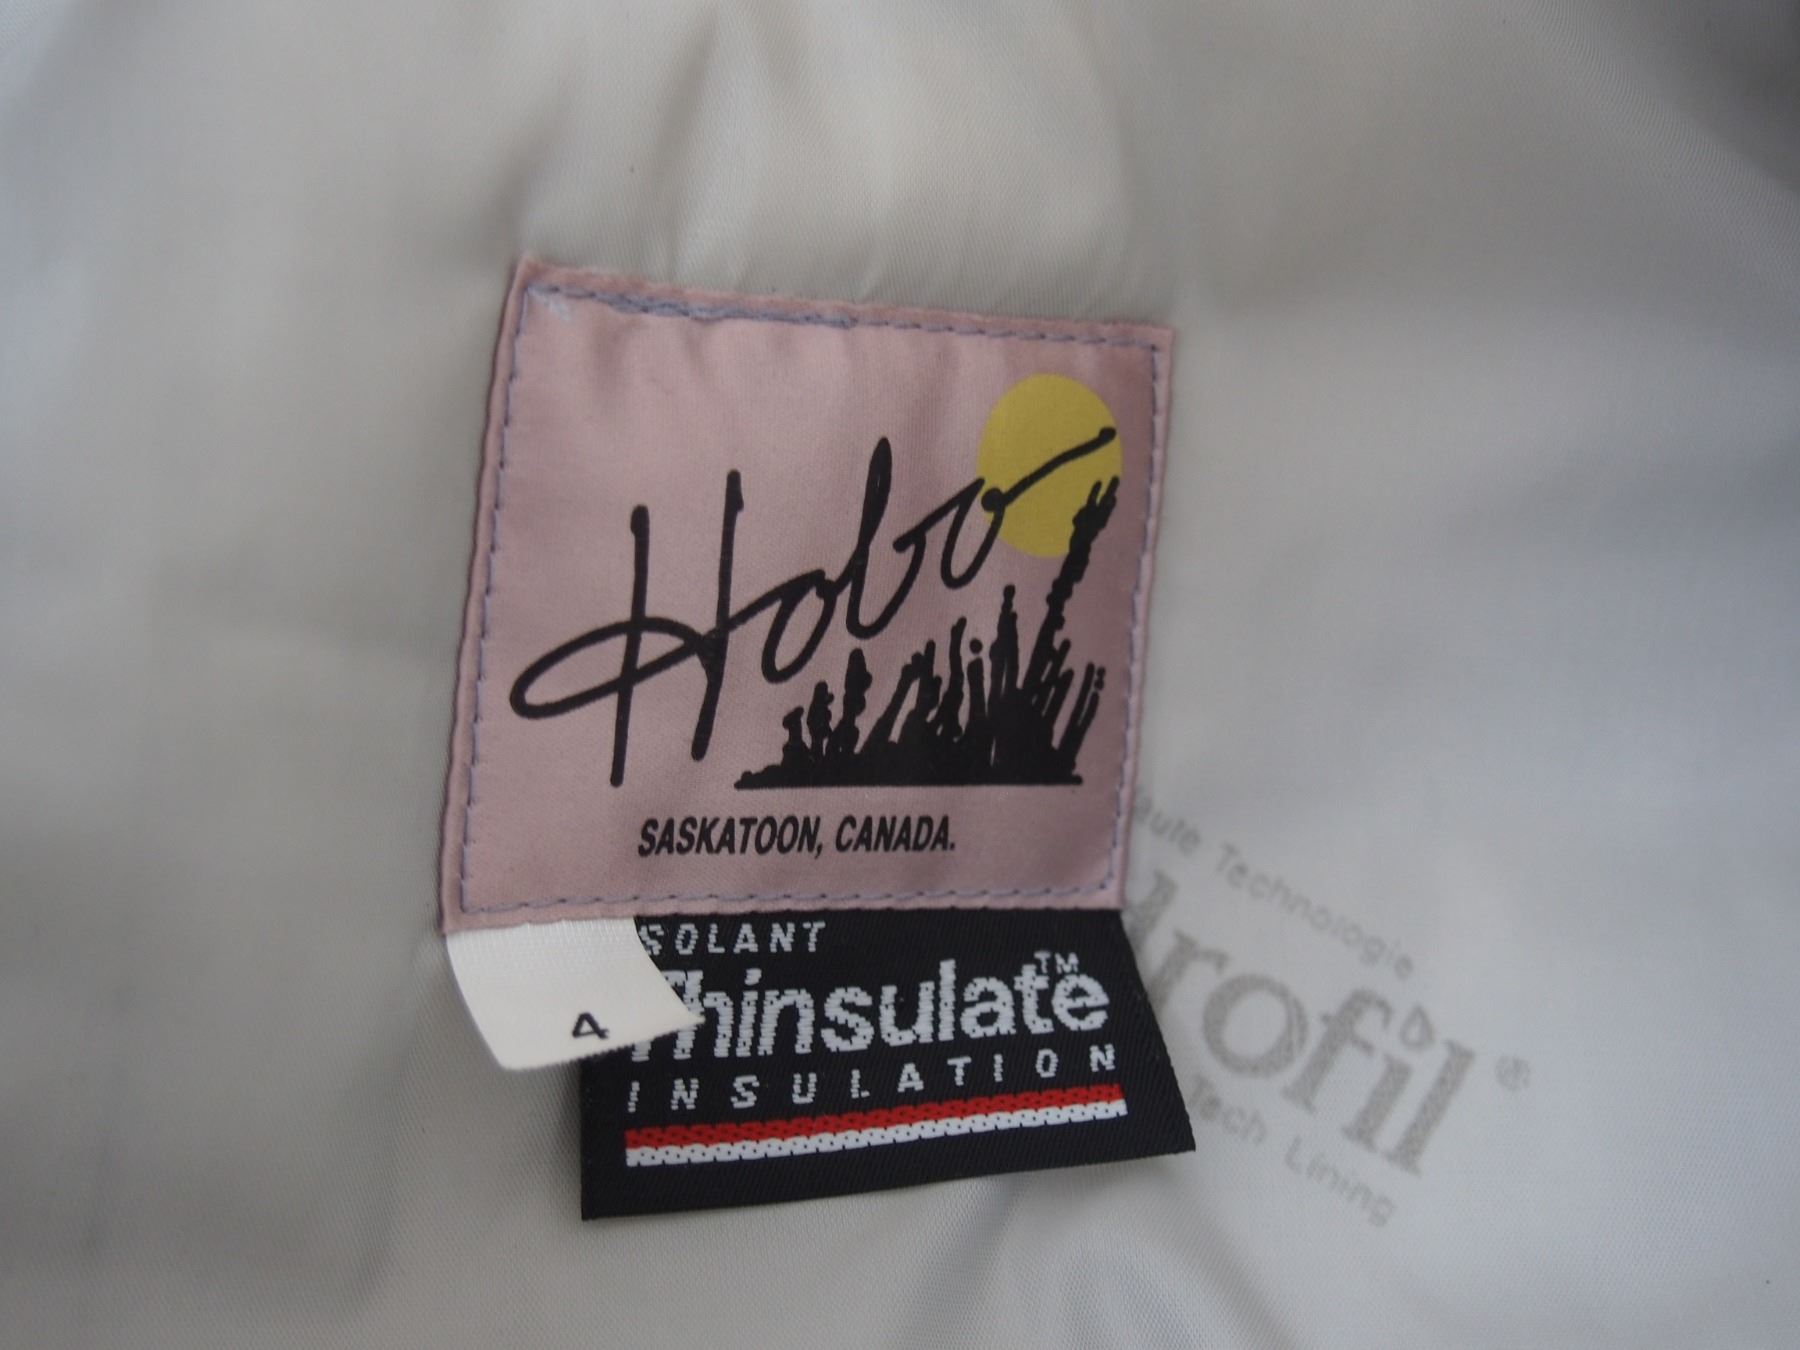 Hobo
SASKATOON, CANADA.
4
SOLANT
Thinsulate™
INSULATION
Technologie
rofil®
Tech Lining